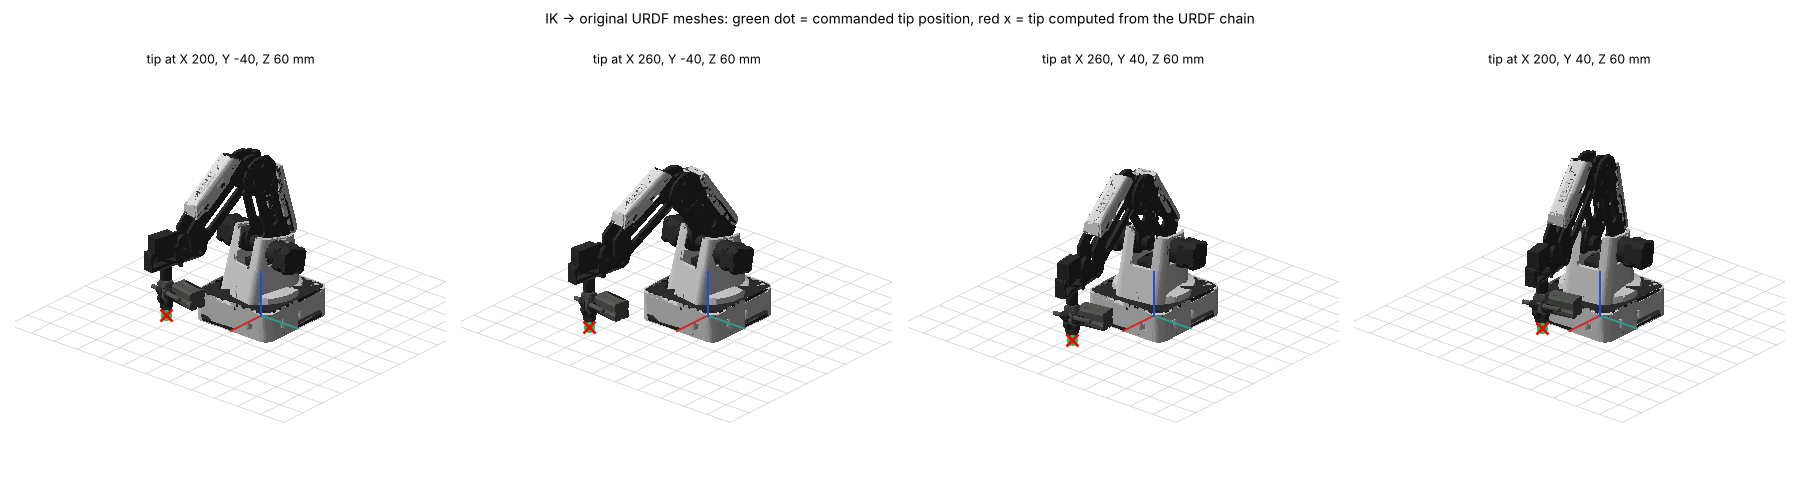 IK → original URDF meshes: green dot = commanded tip position, red x = tip computed from the URDF chain
tip at X 200, Y -40, Z 60 mm
tip at X 260, Y -40, Z 60 mm
tip at X 260, Y 40, Z 60 mm
tip at X 200, Y 40, Z 60 mm